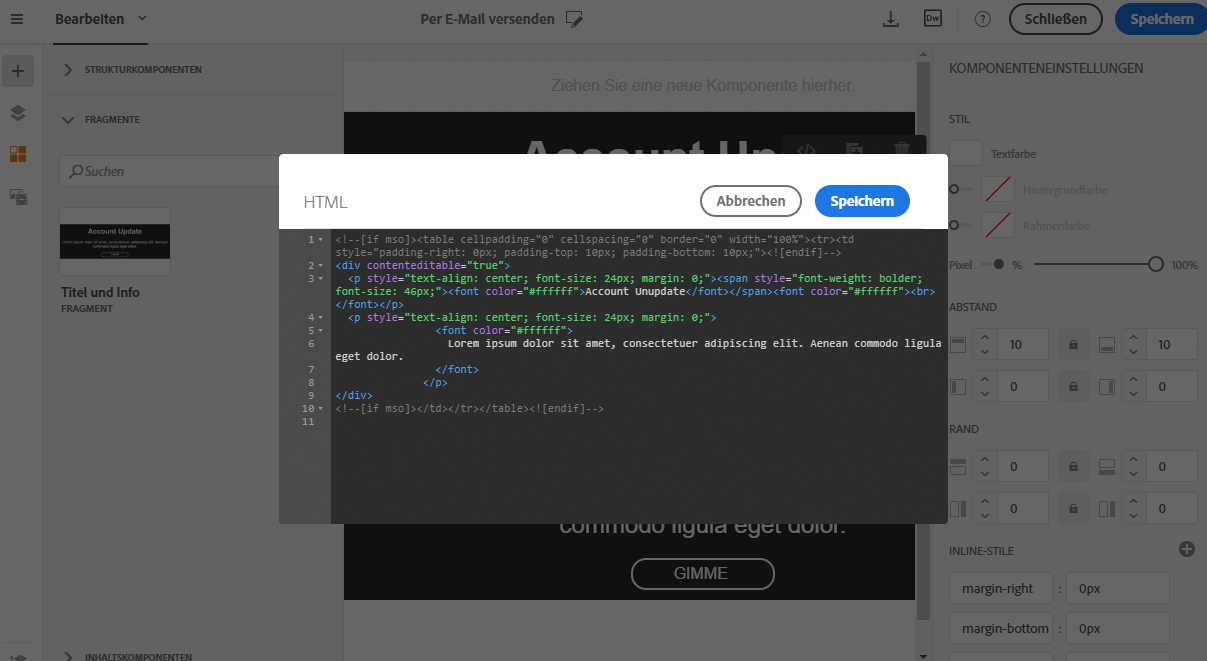 Bearbeiten
Per E-Mail versenden
Dw
?
Schließen
Speichern
STRUKTURKOMPONENTEN
FRAGMENTE
Suchen
Account Update
Titel und Info
FRAGMENT
INHALTSKOMPONENTEN
Ziehen Sie eine neue Komponente hierher.
Account Up
HTML
Abbrechen
Speichern
1 <!--[if mso]><table cellpadding="0" cellspacing="0" border="0" width="100%"><tr><td
style="padding-right: 0px; padding-top: 10px; padding-bottom: 10px;"><![endif]-->
2 <div contenteditable="true">
3 <p style="text-align: center; font-size: 24px; margin: 0;"><span style="font-weight: bolder;
font-size: 46px;"><font color="#ffffff">Account Unupdate</font></span><font color="#ffffff"><br>
</font></p>
4 <p style="text-align: center; font-size: 24px; margin: 0;">
5 <font color="#ffffff">
6 Lorem ipsum dolor sit amet, consectetuer adipiscing elit. Aenean commodo ligula
eget dolor.
7 </font>
8 </p>
9 </div>
10 <!--[if mso]></td></tr></table><![endif]-->
11
commodo ligula eget dolor.
GIMME
KOMPONENTENEINSTELLUNGEN
STIL
Textfarbe
Hintergrundfarbe
Rahmenfarbe
Pixel % 100%
ABSTAND
10 10
0 0
RAND
0 0
0 0
INLINE-STILE
margin-right : 0px
margin-bottom : 0px